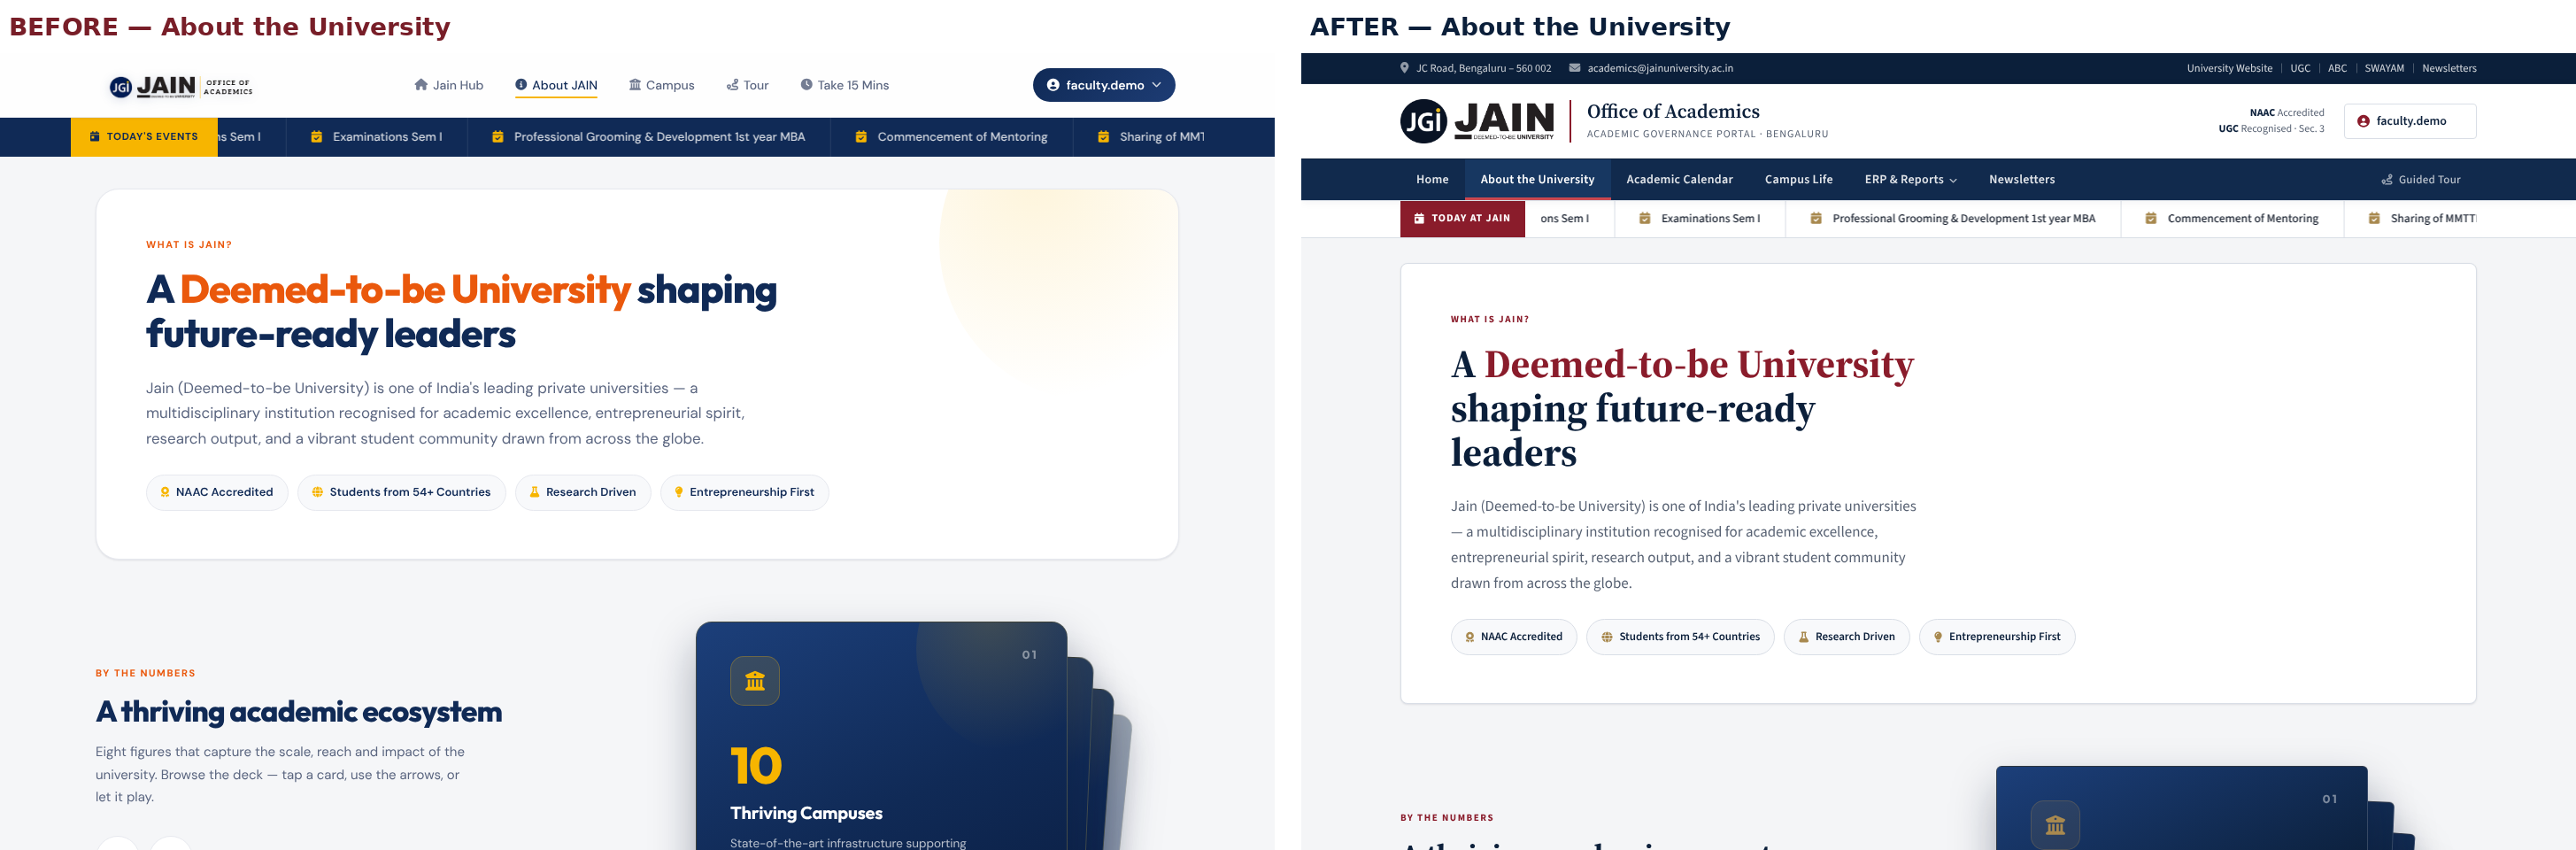 BEFORE — About the University
JGi JAIN DEEMED-TO-BE UNIVERSITY OFFICE OF ACADEMICS
Jain Hub About JAIN Campus Tour Take 15 Mins faculty.demo
TODAY'S EVENTS ns Sem I Examinations Sem I Professional Grooming & Development 1st year MBA Commencement of Mentoring Sharing of MMT
WHAT IS JAIN?
A Deemed-to-be University shaping
future-ready leaders
Jain (Deemed-to-be University) is one of India's leading private universities — a
multidisciplinary institution recognised for academic excellence, entrepreneurial spirit,
research output, and a vibrant student community drawn from across the globe.
NAAC Accredited Students from 54+ Countries Research Driven Entrepreneurship First
BY THE NUMBERS
A thriving academic ecosystem
Eight figures that capture the scale, reach and impact of the
university. Browse the deck — tap a card, use the arrows, or
let it play.
01
10
Thriving Campuses
State-of-the-art infrastructure supporting
AFTER — About the University
JC Road, Bengaluru – 560 002 academics@jainuniversity.ac.in University Website UGC ABC SWAYAM Newsletters
JGi JAIN DEEMED-TO-BE UNIVERSITY
Office of Academics
ACADEMIC GOVERNANCE PORTAL · BENGALURU
NAAC Accredited
UGC Recognised · Sec. 3
faculty.demo
Home About the University Academic Calendar Campus Life ERP & Reports Newsletters Guided Tour
TODAY AT JAIN ons Sem I Examinations Sem I Professional Grooming & Development 1st year MBA Commencement of Mentoring Sharing of MMTT
WHAT IS JAIN?
A Deemed-to-be University
shaping future-ready
leaders
Jain (Deemed-to-be University) is one of India's leading private universities
— a multidisciplinary institution recognised for academic excellence,
entrepreneurial spirit, research output, and a vibrant student community
drawn from across the globe.
NAAC Accredited Students from 54+ Countries Research Driven Entrepreneurship First
BY THE NUMBERS
01